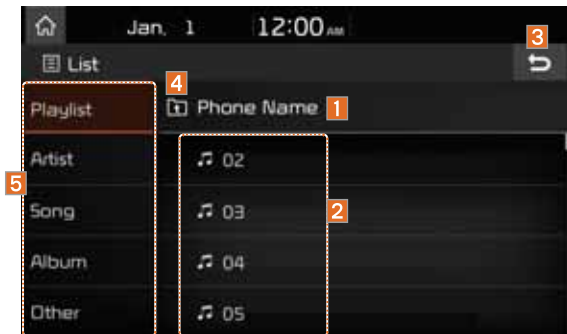 Jan. 1 12:00 AM
3
List
4
Playlist Phone Name 1
Artist 02
5
Song 03 2
Album 04
Other 05